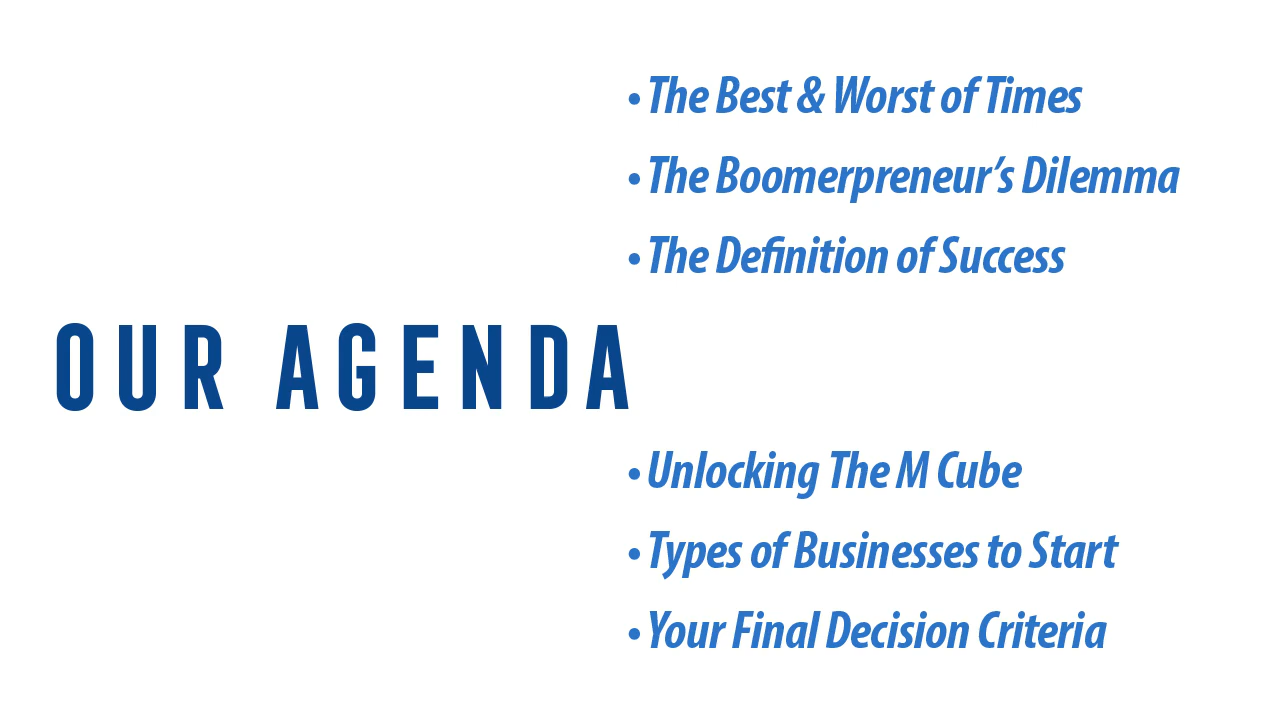 • The Best & Worst of Times
• The Boomerpreneur’s Dilemma
• The Definition of Success
OUR AGENDA
• Unlocking The M Cube
• Types of Businesses to Start
• Your Final Decision Criteria